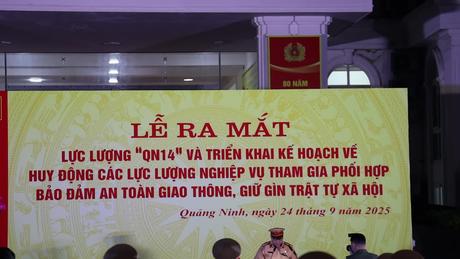 80 NĂM
LỄ RA MẮT
LỰC LƯỢNG "QN14" VÀ TRIỂN KHAI KẾ HOẠCH VỀ
HUY ĐỘNG CÁC LỰC LƯỢNG NGHIỆP VỤ THAM GIA PHỐI HỢP
BẢO ĐẢM AN TOÀN GIAO THÔNG, GIỮ GÌN TRẬT TỰ XÃ HỘI
Quảng Ninh, ngày 24 tháng 9 năm 2025